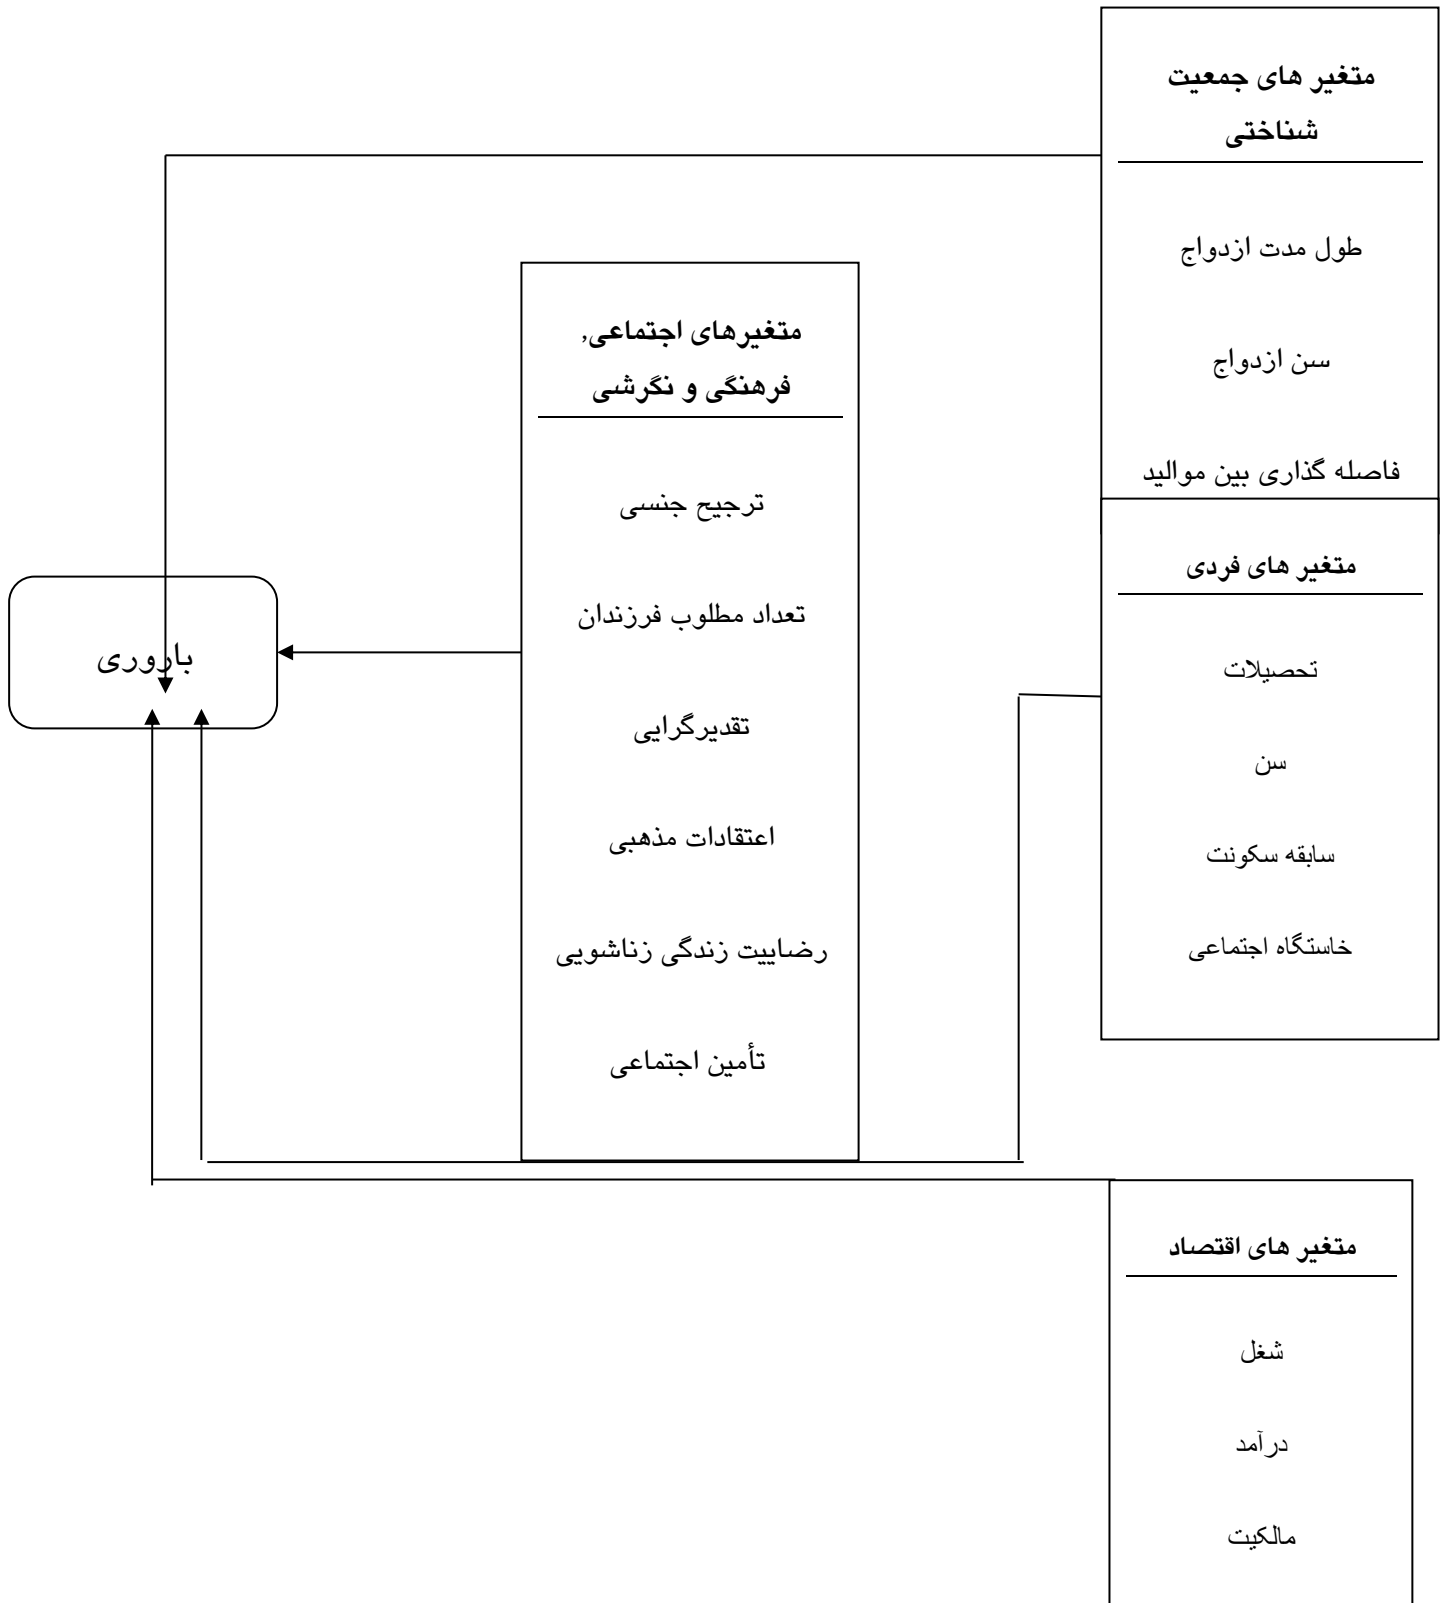 متغیر های جمعیت
شناختی
طول مدت ازدواج
سن ازدواج
فاصله گذاری بین موالید
متغیرهای اجتماعی,
فرهنگی و نگرشی
ترجیح جنسی
تعداد مطلوب فرزندان
تقدیرگرایی
اعتقادات مذهبی
رضاییت زندگی زناشویی
تأمین اجتماعی
باروری
متغیر های فردی
تحصیلات
سن
سابقه سکونت
خاستگاه اجتماعی
متغیر های اقتصاد
شغل
درآمد
مالکیت